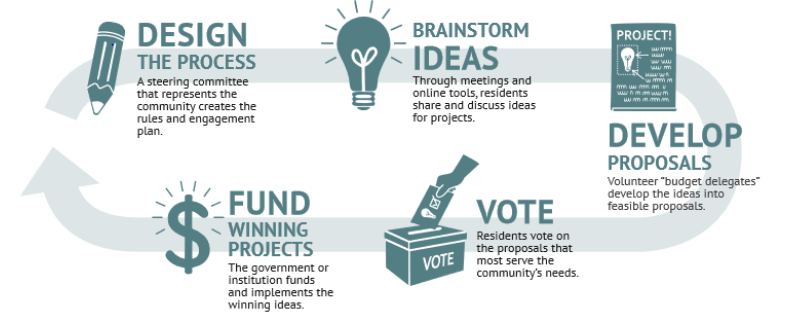 DESIGN
THE PROCESS
A steering committee
that represents the
community creates the
rules and engagement
plan.
BRAINSTORM
IDEAS
Through meetings and
online tools, residents
share and discuss ideas
for projects.
PROJECT!
DEVELOP
PROPOSALS
Volunteer “budget delegates”
develop the ideas into
feasible proposals.
VOTE
VOTE
Residents vote on
the proposals that
most serve the
community's needs.
FUND
WINNING
PROJECTS
The government or
institution funds
and implements the
winning ideas.